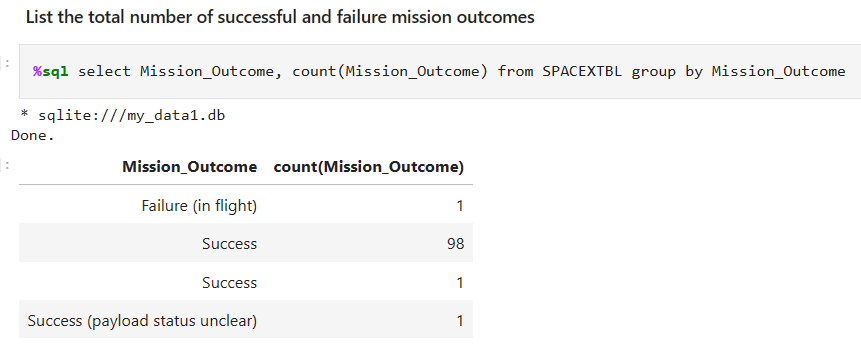 List the total number of successful and failure mission outcomes
]: %sql select Mission_Outcome, count(Mission_Outcome) from SPACEXTBL group by Mission_Outcome
* sqlite:///my_data1.db
Done.
]: Mission_Outcome count(Mission_Outcome)
Failure (in flight) 1
Success 98
Success 1
Success (payload status unclear) 1